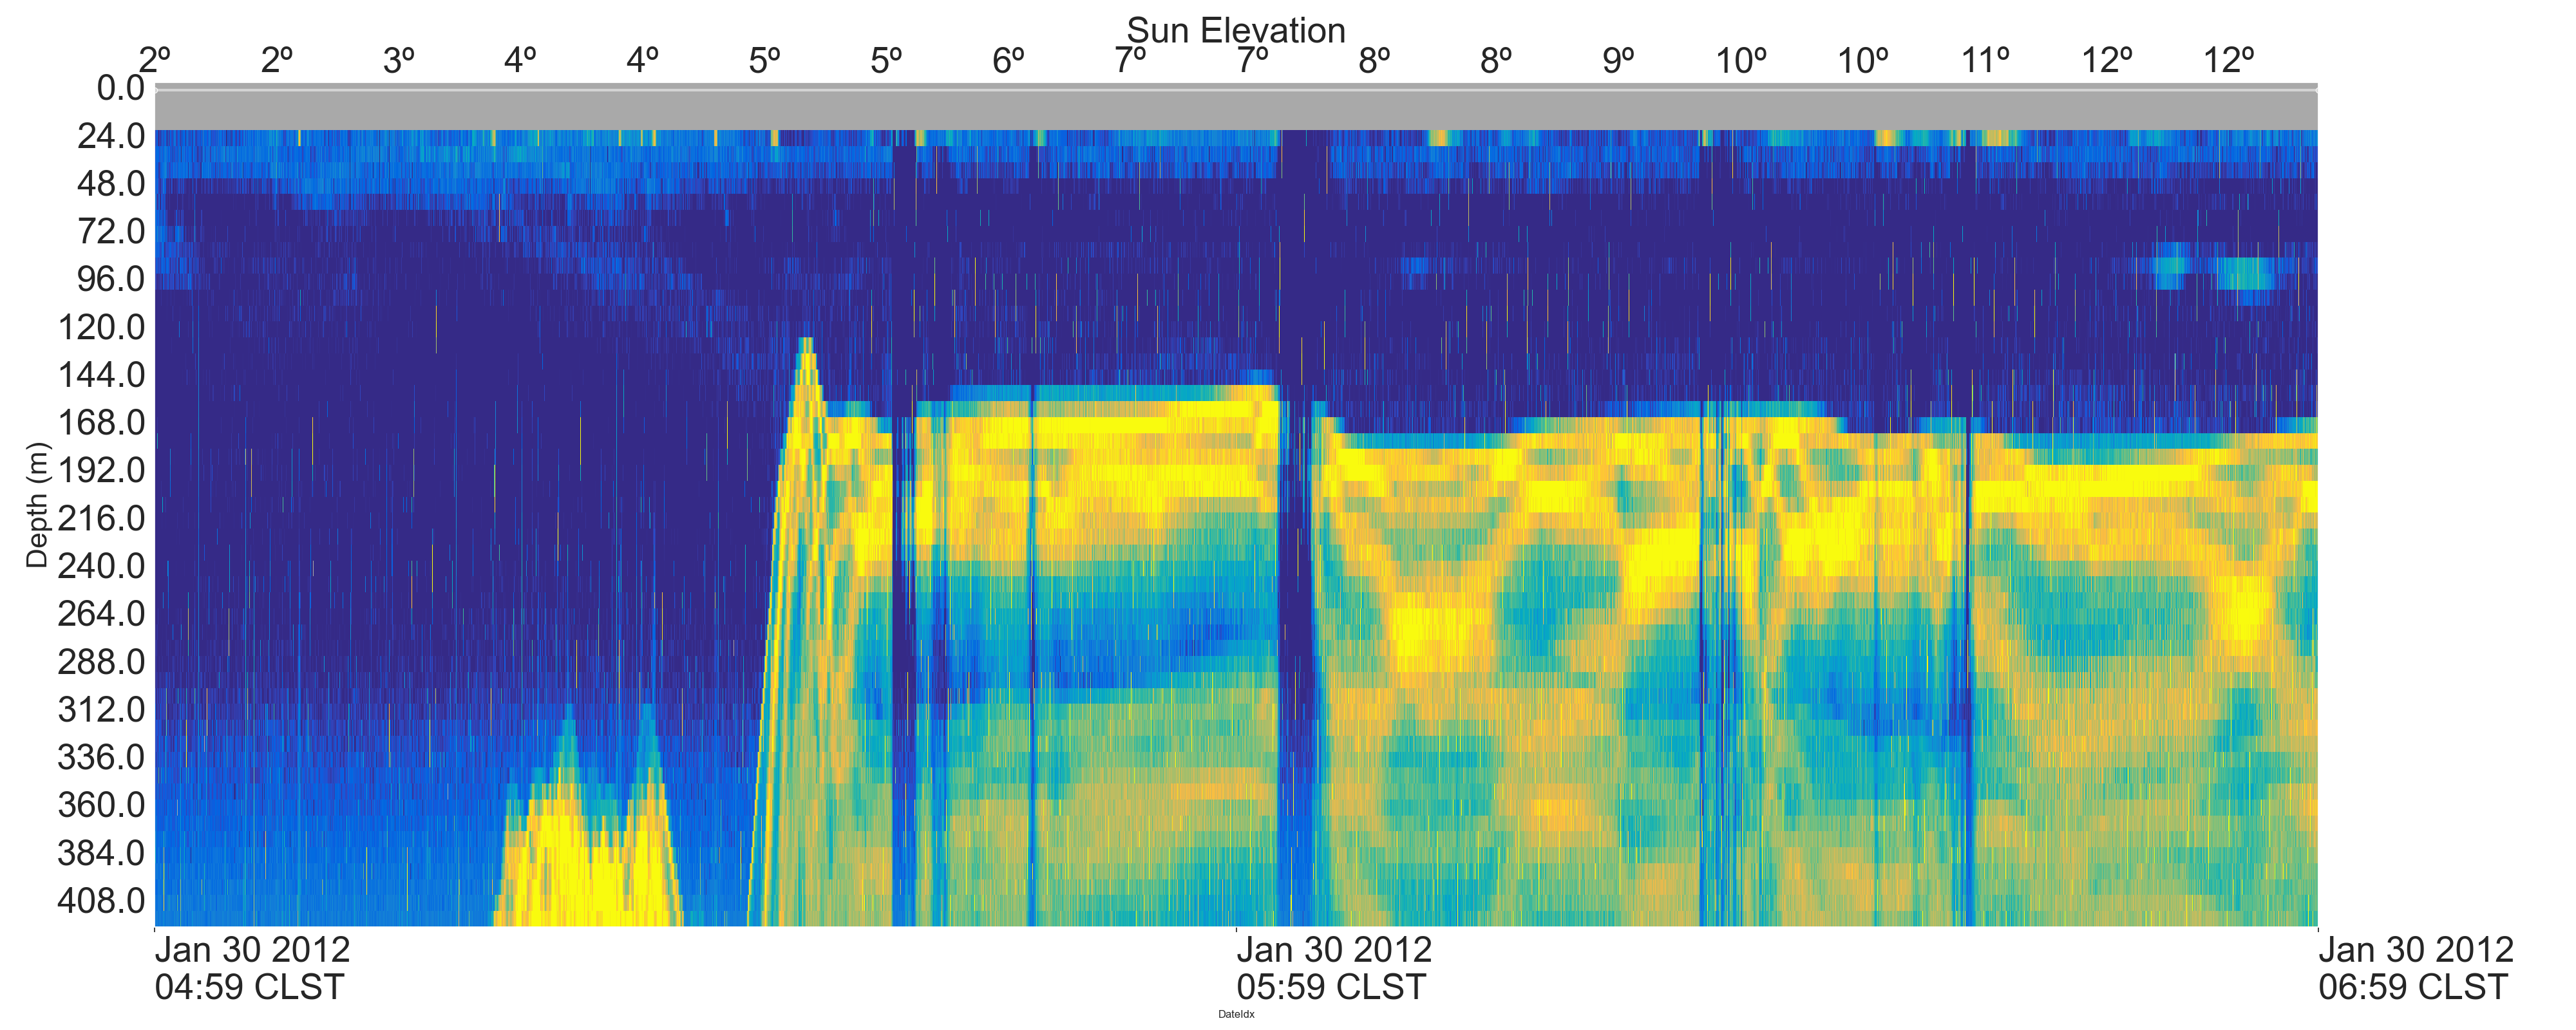 Sun Elevation
2º 2º 3º 4º 4º 5º 5º 6º 7º 7º 8º 8º 9º 10º 10º 11º 12º 12º
0.0
24.0
48.0
72.0
96.0
120.0
144.0
168.0
192.0
216.0
240.0
264.0
288.0
312.0
336.0
360.0
384.0
408.0
Depth (m)
Jan 30 2012
04:59 CLST
Jan 30 2012
05:59 CLST
Jan 30 2012
06:59 CLST
DateIdx